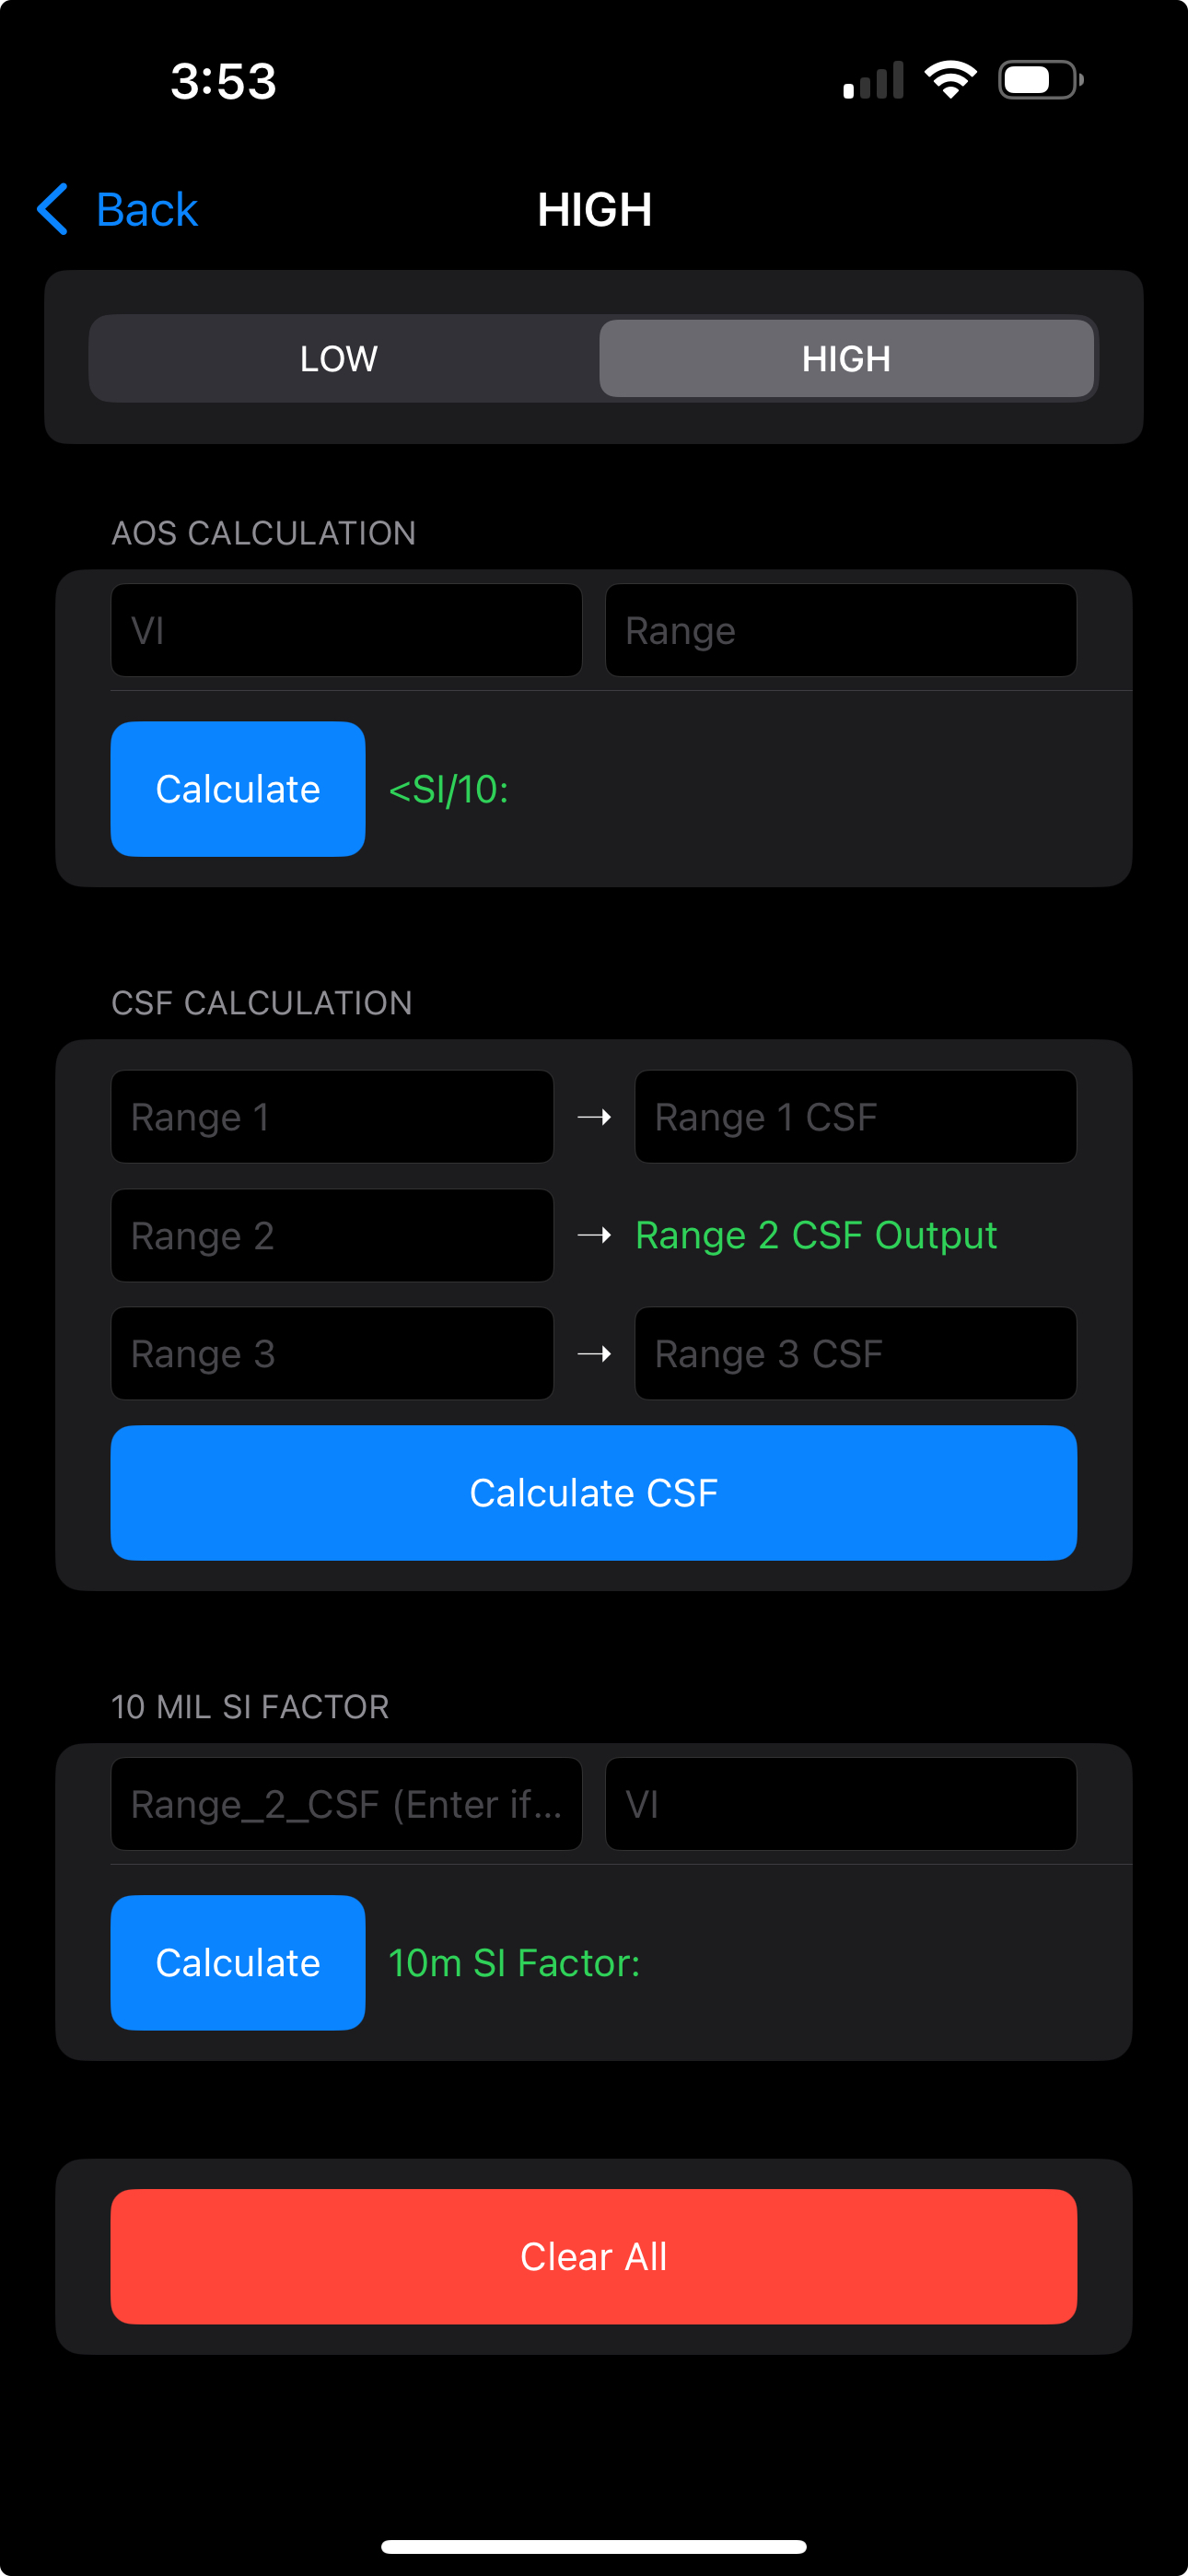 3:53
Back
HIGH
LOW
HIGH
AOS CALCULATION
VI
Range
Calculate
<SI/10:
CSF CALCULATION
Range 1
→
Range 1 CSF
Range 2
→
Range 2 CSF Output
Range 3
→
Range 3 CSF
Calculate CSF
10 MIL SI FACTOR
Range_2_CSF (Enter if...
VI
Calculate
10m SI Factor:
Clear All